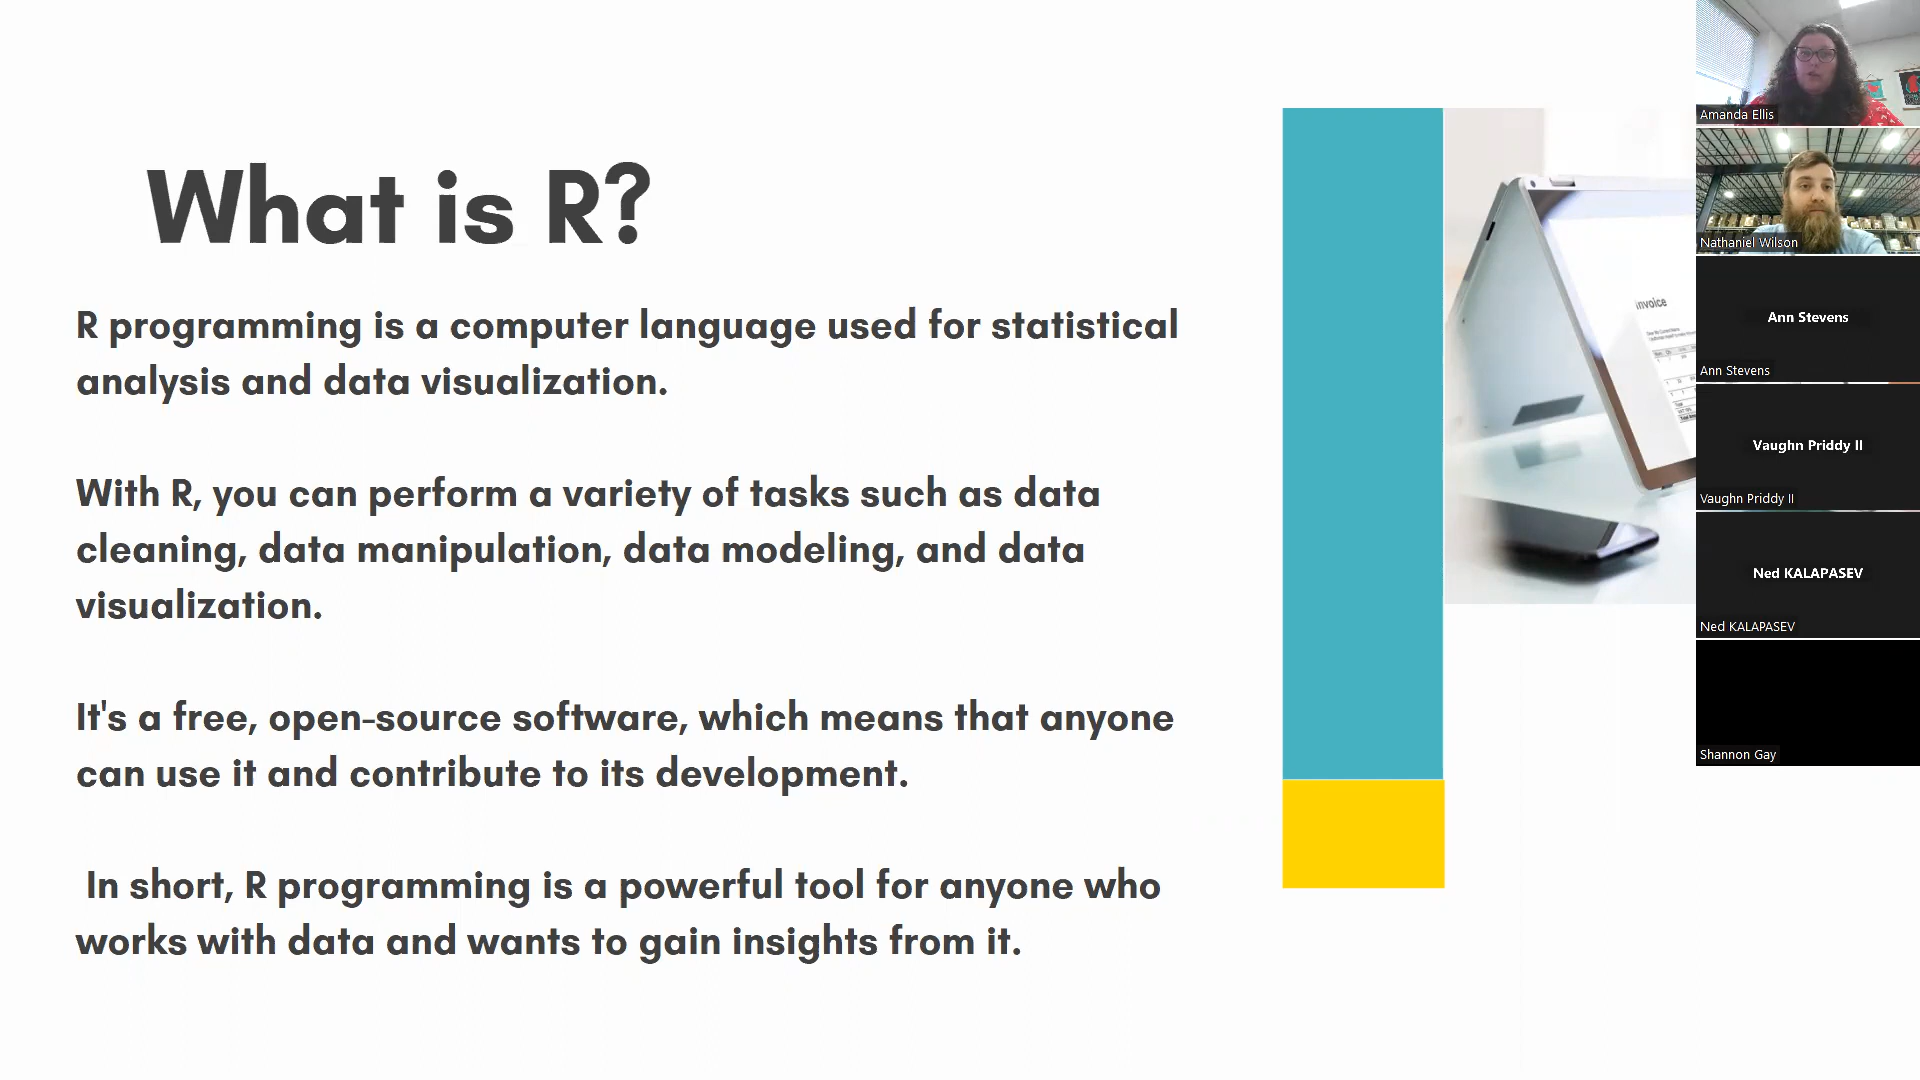 What is R?
R programming is a computer language used for statistical
analysis and data visualization.
With R, you can perform a variety of tasks such as data
cleaning, data manipulation, data modeling, and data
visualization.
It's a free, open-source software, which means that anyone
can use it and contribute to its development.
In short, R programming is a powerful tool for anyone who
works with data and wants to gain insights from it.
Invoice
Amanda Ellis
Nathaniel Wilson
Ann Stevens
Ann Stevens
Vaughn Priddy II
Vaughn Priddy II
Ned KALAPASEV
Ned KALAPASEV
Shannon Gay